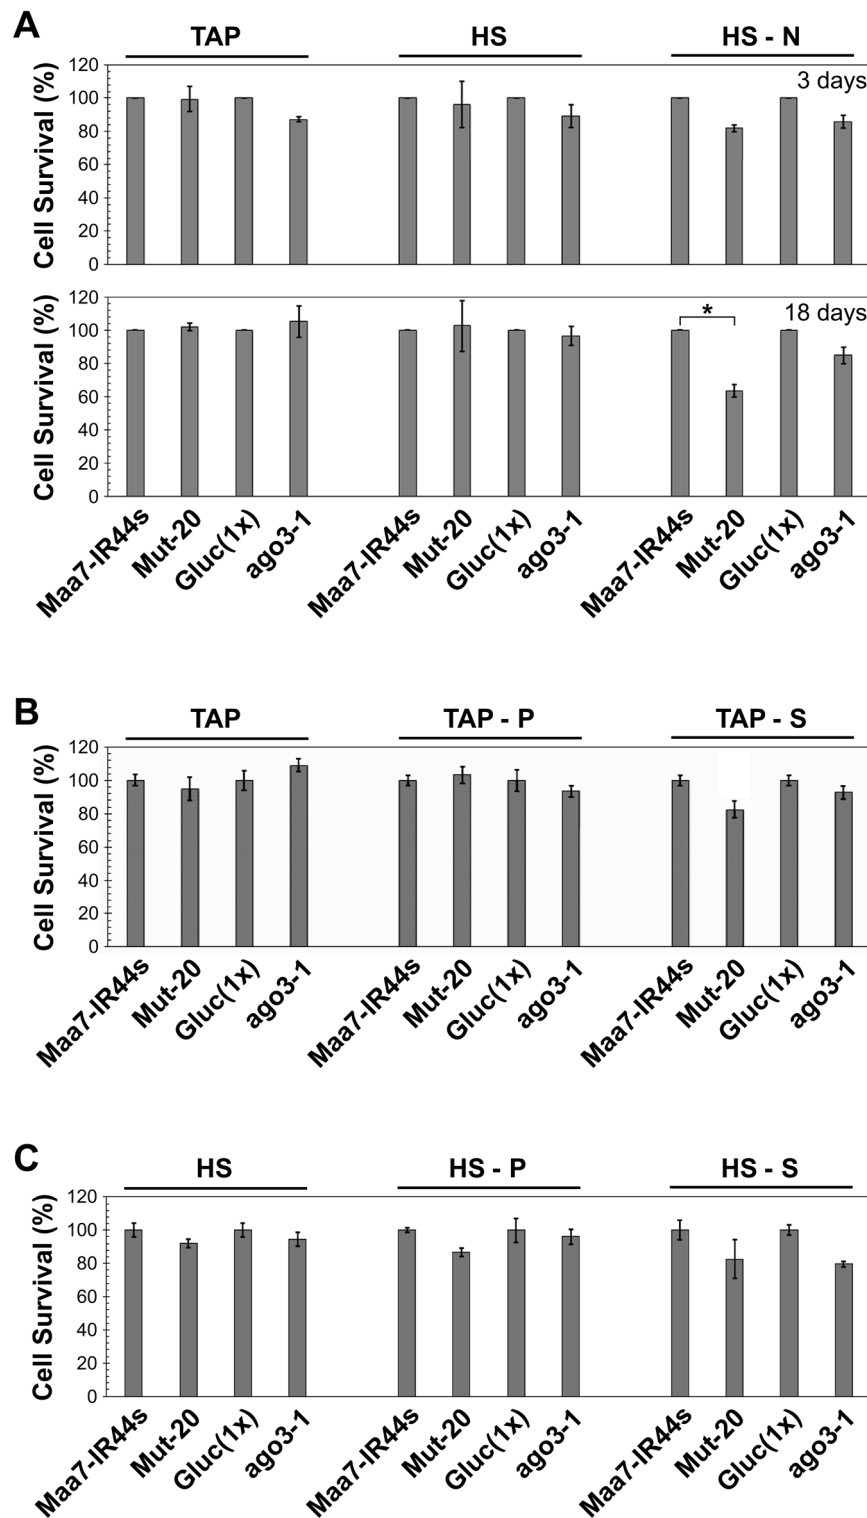 A
TAP HS HS - N
Cell Survival (%)
120
100
80
60
40
20
0
3 days
Cell Survival (%)
120
100
80
60
40
20
0
18 days
*
Maa7-IR44s Mut-20 Gluc(1x) ago3-1 Maa7-IR44s Mut-20 Gluc(1x) ago3-1 Maa7-IR44s Mut-20 Gluc(1x) ago3-1
B
TAP TAP - P TAP - S
Cell Survival (%)
120
100
80
60
40
20
0
Maa7-IR44s Mut-20 Gluc(1x) ago3-1 Maa7-IR44s Mut-20 Gluc(1x) ago3-1 Maa7-IR44s Mut-20 Gluc(1x) ago3-1
C
HS HS - P HS - S
Cell Survival (%)
120
100
80
60
40
20
0
Maa7-IR44s Mut-20 Gluc(1x) ago3-1 Maa7-IR44s Mut-20 Gluc(1x) ago3-1 Maa7-IR44s Mut-20 Gluc(1x) ago3-1